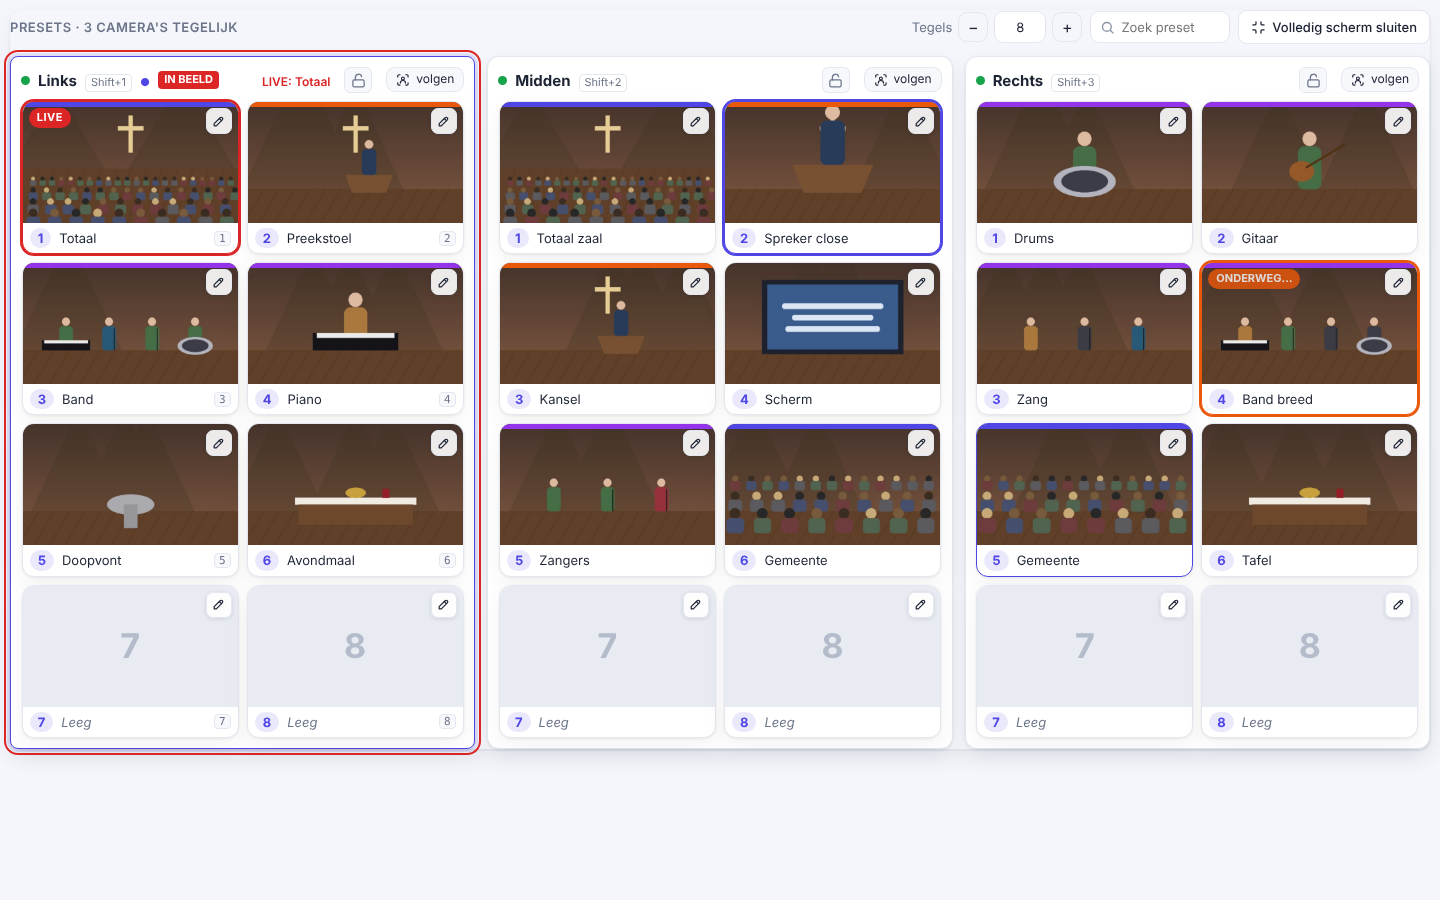 PRESETS · 3 CAMERA'S TEGELIJK
Tegels − 8 + Zoek preset Volledig scherm sluiten
Links Shift+1 IN BEELD LIVE: Totaal volgen
LIVE
1 Totaal 1
2 Preekstoel 2
3 Band 3
4 Piano 4
5 Doopvont 5
6 Avondmaal 6
7
7 Leeg 7
8
8 Leeg 8
Midden Shift+2 volgen
1 Totaal zaal
2 Spreker close
3 Kansel
4 Scherm
5 Zangers
6 Gemeente
7
7 Leeg
8
8 Leeg
Rechts Shift+3 volgen
1 Drums
2 Gitaar
3 Zang
ONDERWEG...
4 Band breed
5 Gemeente
6 Tafel
7
7 Leeg
8
8 Leeg